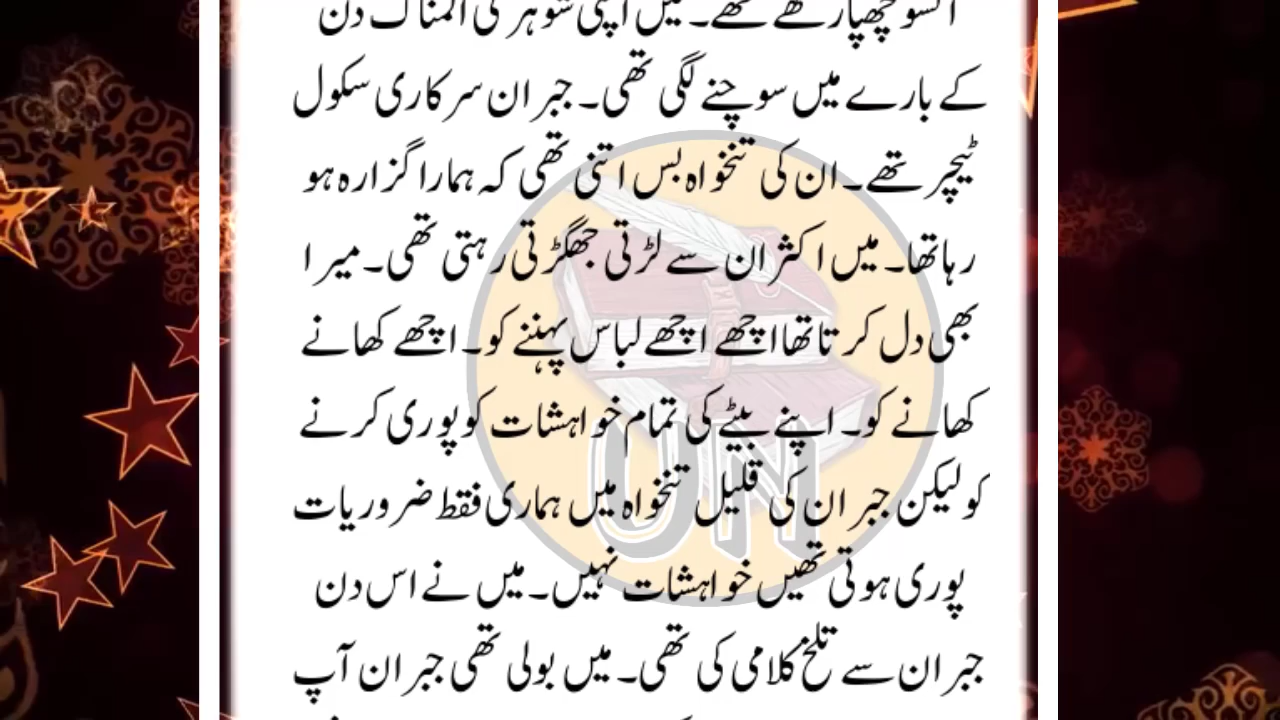 آنسو چھپا رکھے تھے۔ میں اپنی شوہر کی المناک دن
کے بارے میں سوچنے لگی تھی۔ جبران سرکاری سکول
ٹیچر تھے۔ ان کی تنخواہ بس اتنی تھی کہ ہمارا گزارہ ہو
رہا تھا۔ میں اکثر ان سے لڑتی جھگڑتی رہتی تھی۔ میرا
بھی دل کرتا تھا اچھے اچھے لباس پہننے کو۔ اچھے کھانے
کھانے کو۔ اپنے بیٹے کی تمام خواہشات کو پوری کرنے
کو لیکن جبران کی قلیل تنخواہ میں ہماری فقط ضروریات
پوری ہوتی تھیں خواہشات نہیں۔ میں نے اس دن
جبران سے تلخ کلامی کی تھی۔ میں بولی تھی جبران آپ
UN